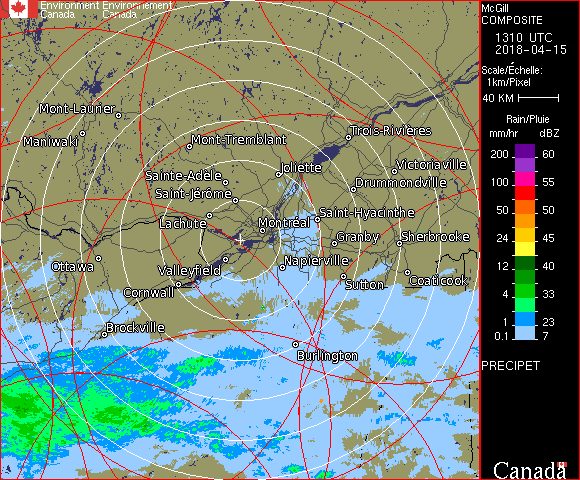 Environment Environnement
Canada Canada
McGill
COMPOSITE
1310 UTC
2018-04-15
Scale/Échelle:
1km/Pixel
40 KM
Rain/Pluie
mm/hr dBZ
200 60
100 55
50 50
24 45
12 40
4 33
1 23
0.1 7
PRECIPET
Canada
Mont-Laurier
Maniwaki
Mont-Tremblant
Trois-Rivières
Joliette
Victoriaville
Sainte-Adèle
Drummondville
Saint-Jérôme
Saint-Hyacinthe
Lachute
Montréal
Granby
Sherbrooke
Ottawa
Valleyfield
Napierville
Cornwall
Sutton
Coaticook
Brockville
Burlington